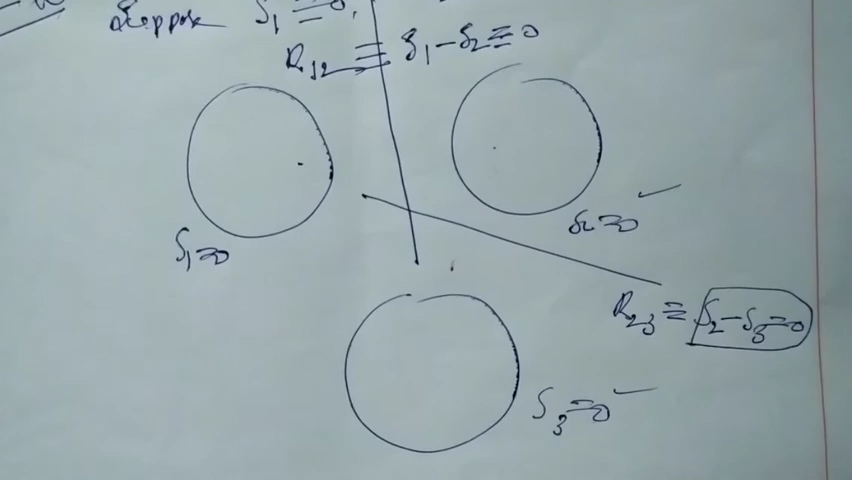 Suppose S₁ = 0,
R₁₂ ≡ S₁ - S₂ = 0
S₁ = 0
S₂ = 0
R₂₃ ≡ S₂ - S₃ = 0
S₃ = 0